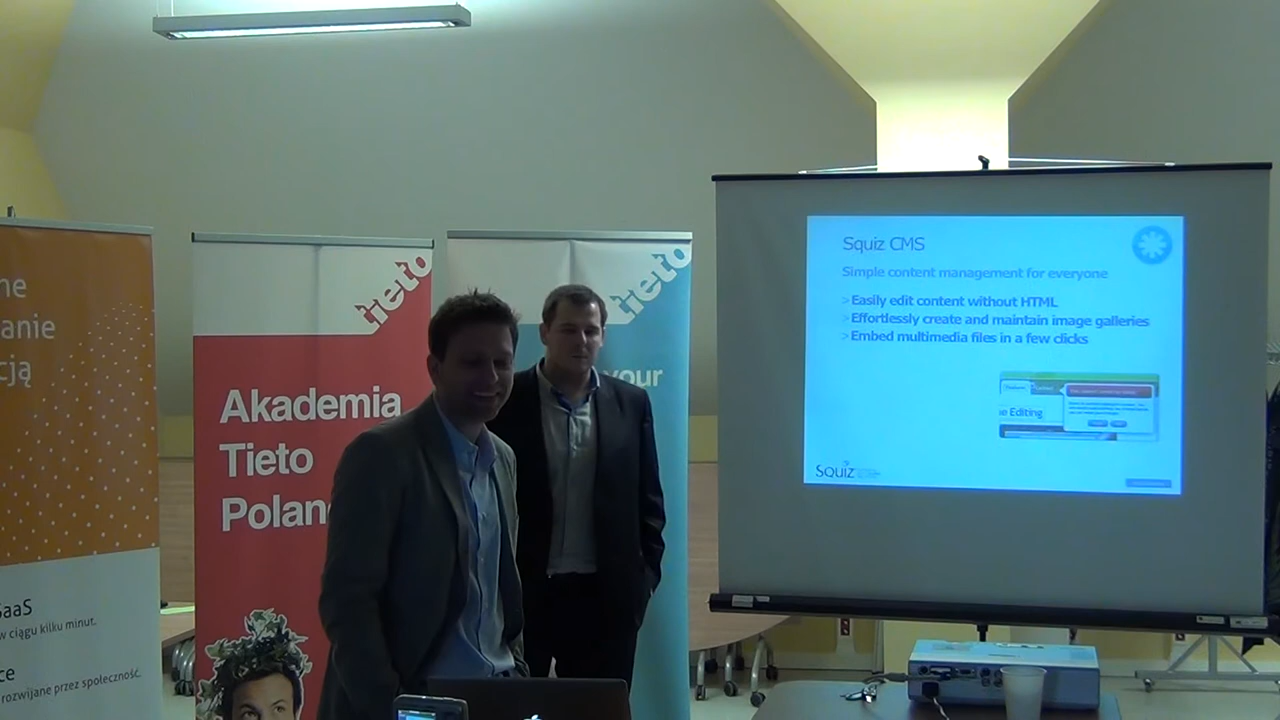 ne
anie
cją
SaaS
w ciągu kilku minut.
ce
rozwijane przez społeczność.
tieto
Akademia
Tieto
Polan
tieto
your
Squiz CMS
Simple content management for everyone
> Easily edit content without HTML
> Effortlessly create and maintain image galleries
> Embed multimedia files in a few clicks
e Editing
Squiz